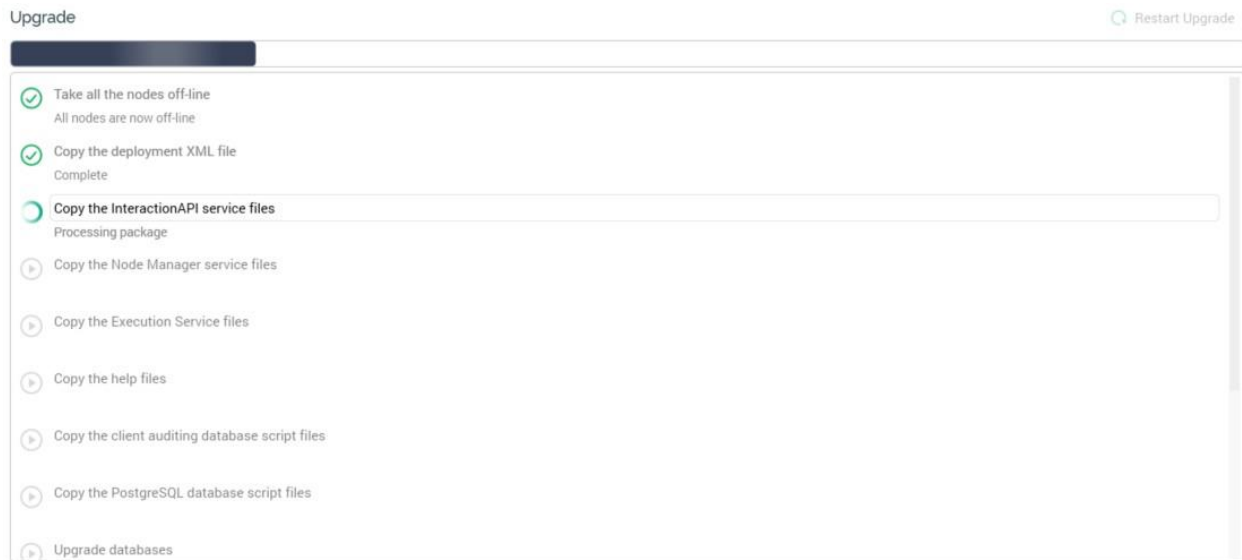 Upgrade
Restart Upgrade
Take all the nodes off-line
All nodes are now off-line
Copy the deployment XML file
Complete
Copy the InteractionAPI service files
Processing package
Copy the Node Manager service files
Copy the Execution Service files
Copy the help files
Copy the client auditing database script files
Copy the PostgreSQL database script files
Upgrade databases